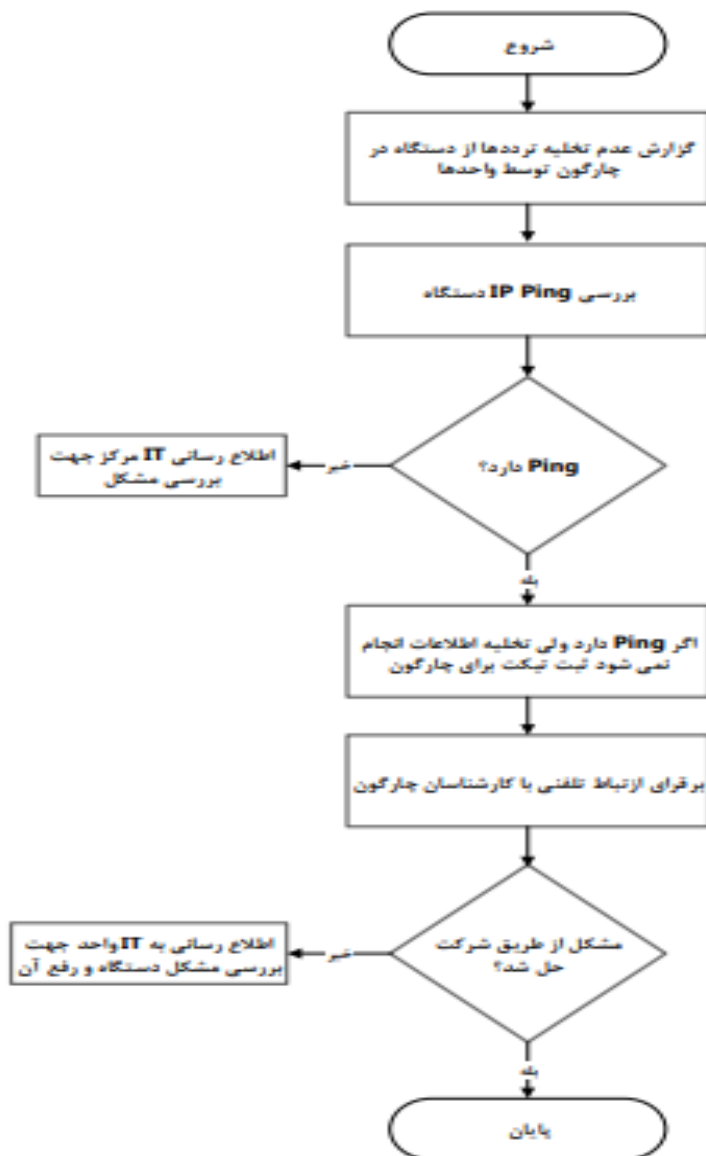 شروع
گزارش عدم تخلیه ترددها از دستگاه در
چارگون توسط واحدها
بررسی IP Ping دستگاه
Ping دارد؟
خیر
اطلاع رسانی IT مرکز جهت
بررسی مشکل
بله
اگر Ping دارد ولی تخلیه اطلاعات انجام
نمی شود ثبت تیکت برای چارگون
برقرای ارتباط تلفنی با کارشناسان چارگون
مشکل از طریق شرکت
حل شد؟
خیر
اطلاع رسانی به IT واحد جهت
بررسی مشکل دستگاه و رفع آن
بله
پایان